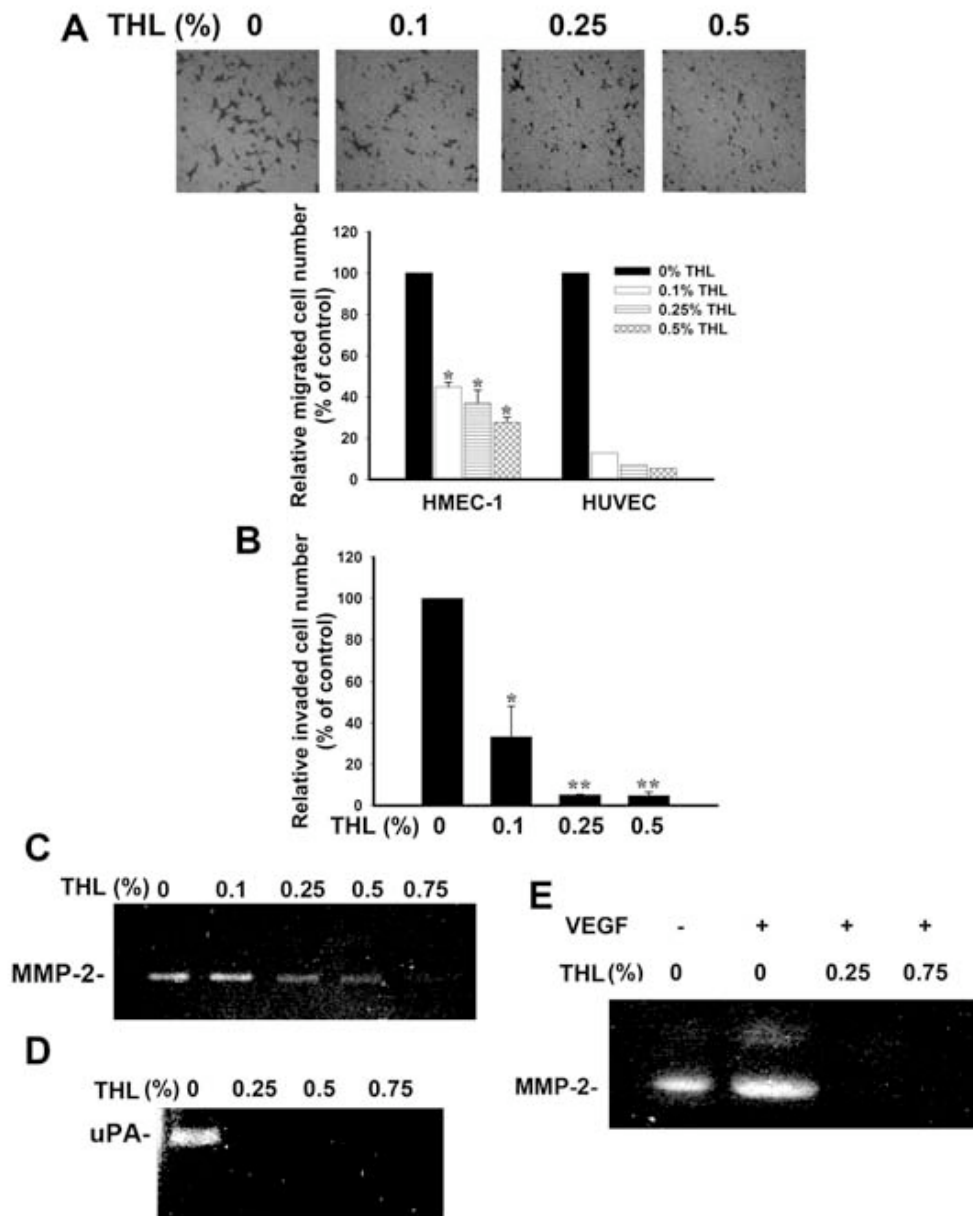 A THL (%) 0 0.1 0.25 0.5
Relative migrated cell number
(% of control)
120
100
80
60
40
20
0
* * *
HMEC-1 HUVEC
0% THL
0.1% THL
0.25% THL
0.5% THL
B
Relative invaded cell number
(% of control)
120
100
80
60
40
20
0
* ** **
THL (%) 0 0.1 0.25 0.5
C
THL (%) 0 0.1 0.25 0.5 0.75
MMP-2-
D
THL (%) 0 0.25 0.5 0.75
uPA-
E
VEGF - + + +
THL(%) 0 0 0.25 0.75
MMP-2-